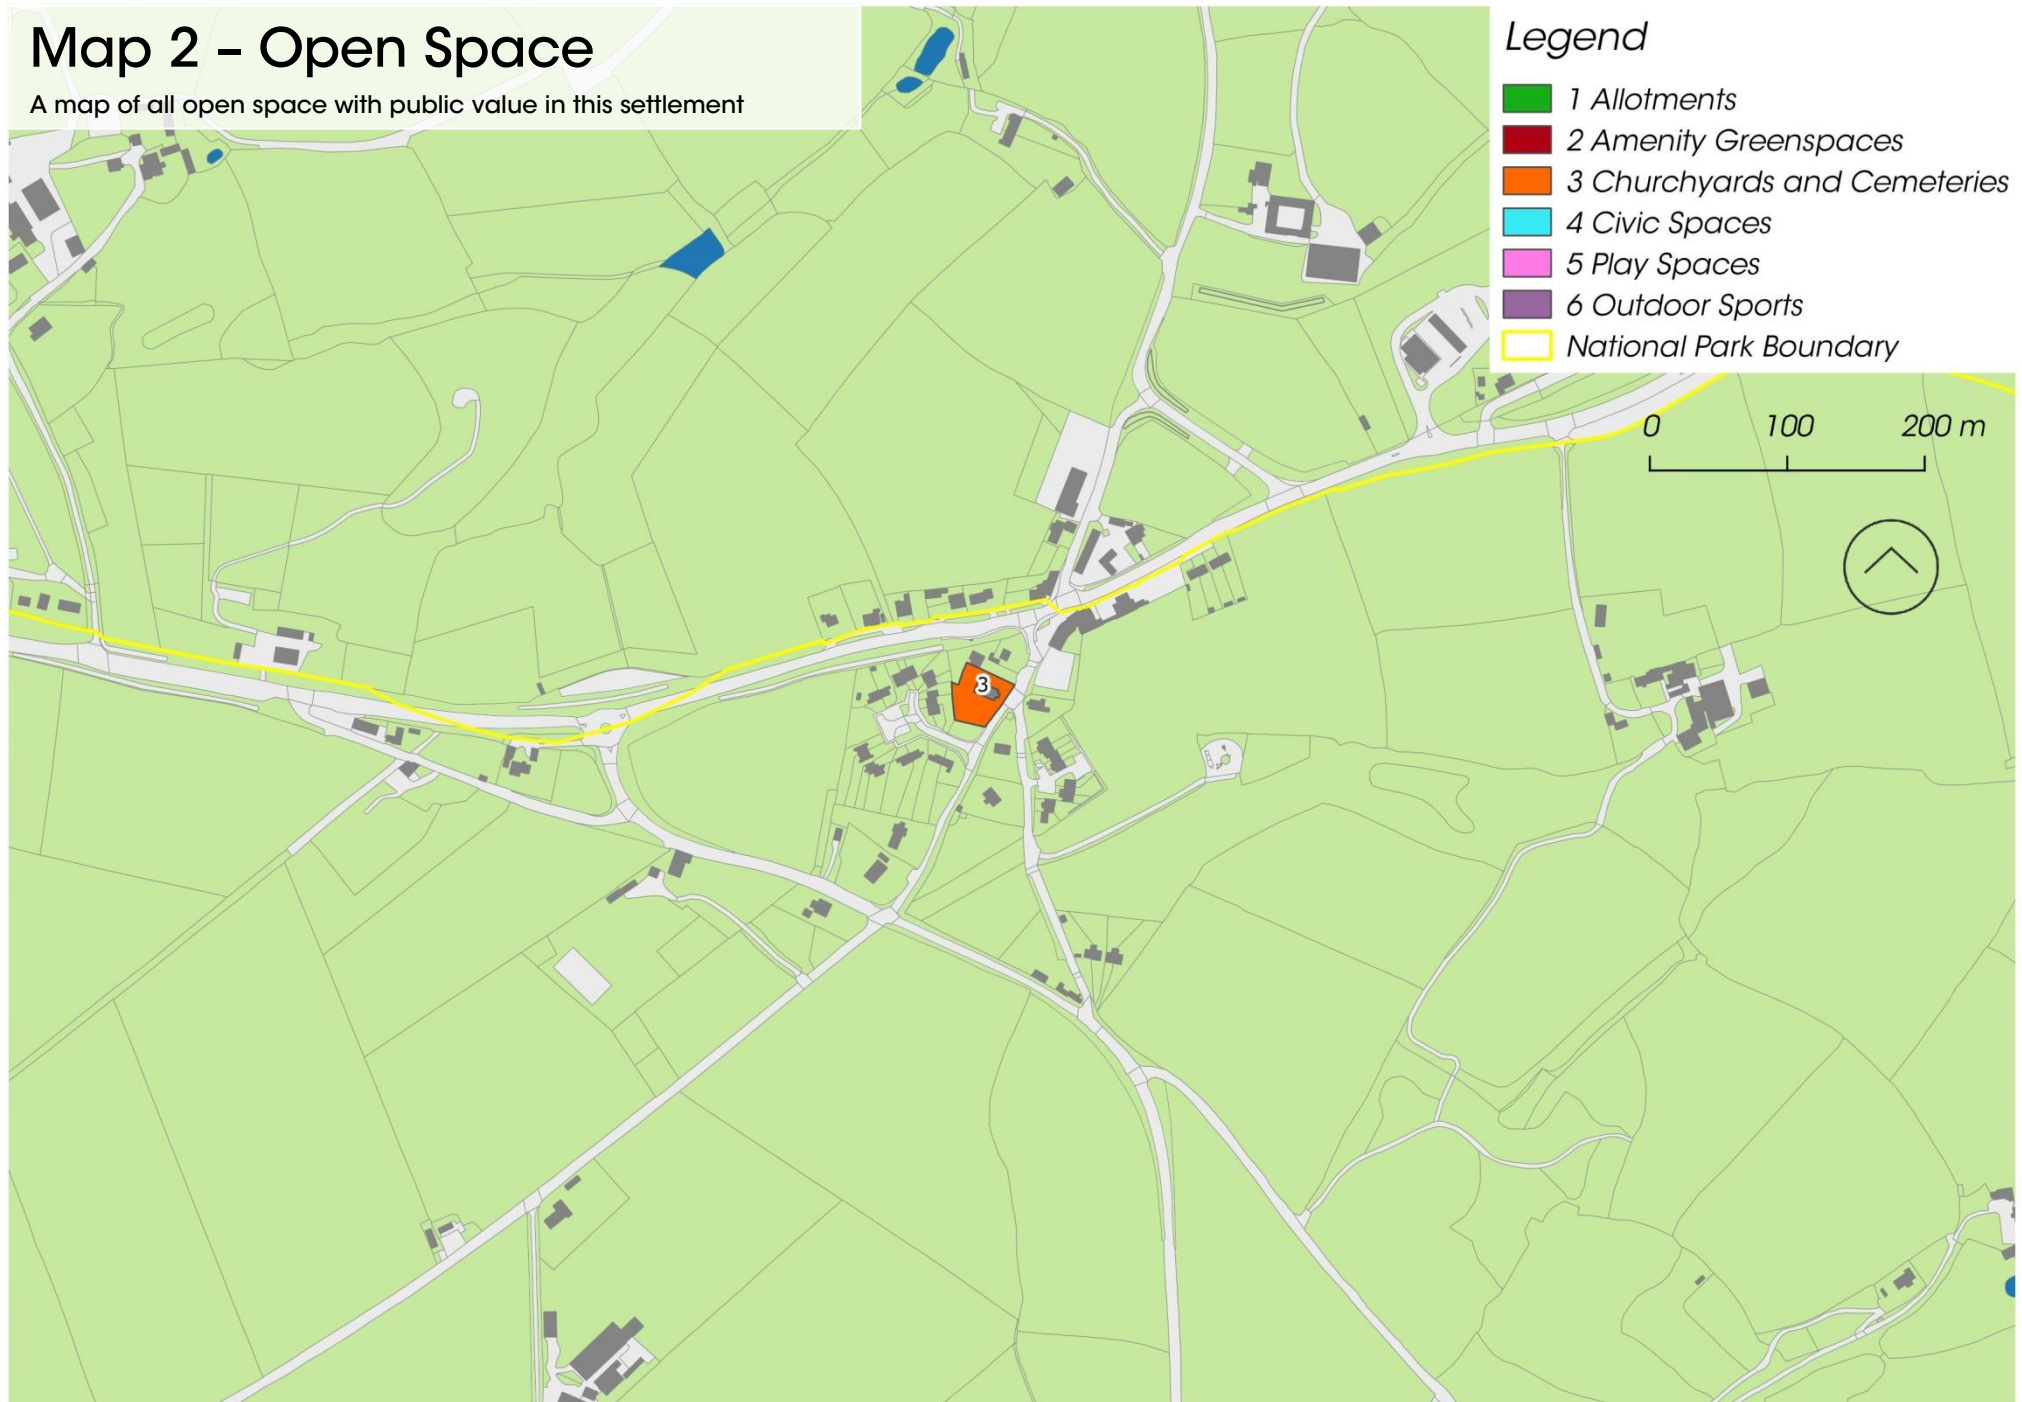 Map 2 – Open Space
A map of all open space with public value in this settlement
Legend
1 Allotments
2 Amenity Greenspaces
3 Churchyards and Cemeteries
4 Civic Spaces
5 Play Spaces
6 Outdoor Sports
National Park Boundary
0 100 200 m
3